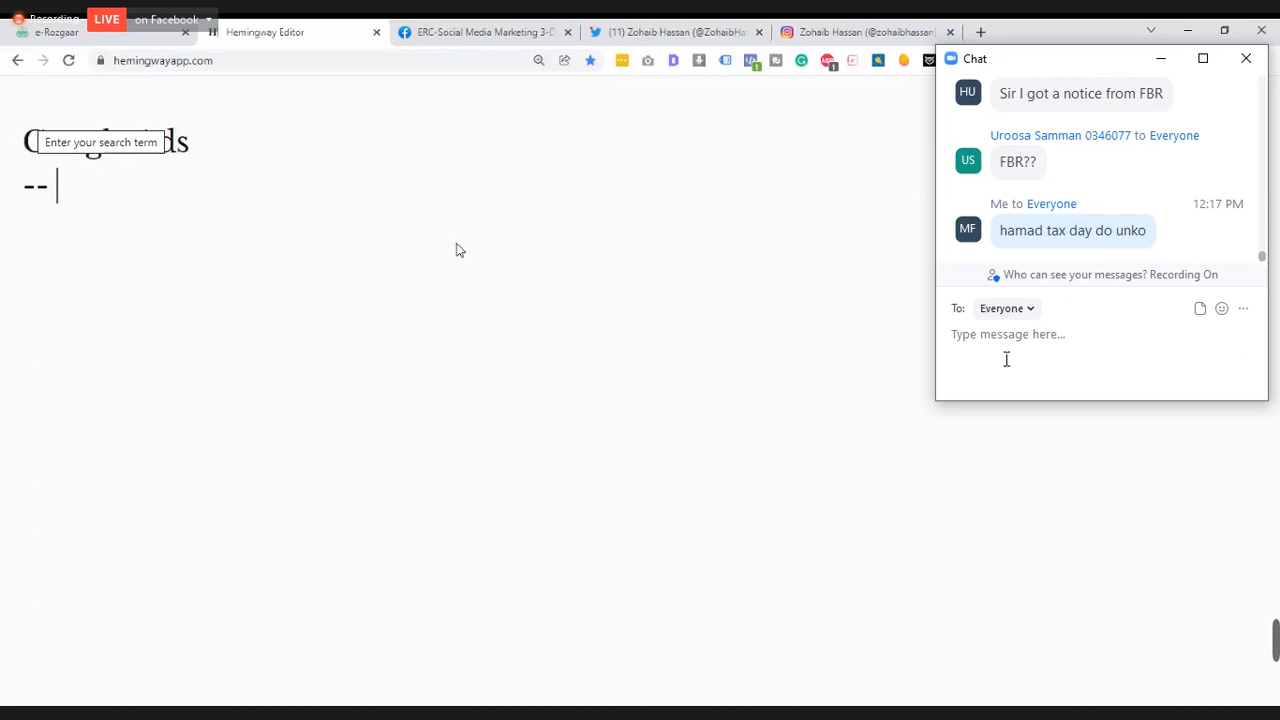 Recording
LIVE
on Facebook
e-Rozgaar
Hemingway Editor
ERC-Social Media Marketing 3-D
(11) Zohaib Hassan (@ZohaibHas
Zohaib Hassan (@zohaibhassan
hemingwayapp.com
Enter your search term
ds
--
Chat
HU
Sir I got a notice from FBR
Uroosa Samman 0346077 to Everyone
US
FBR??
Me to Everyone
12:17 PM
MF
hamad tax day do unko
Who can see your messages? Recording On
To:
Everyone
Type message here...